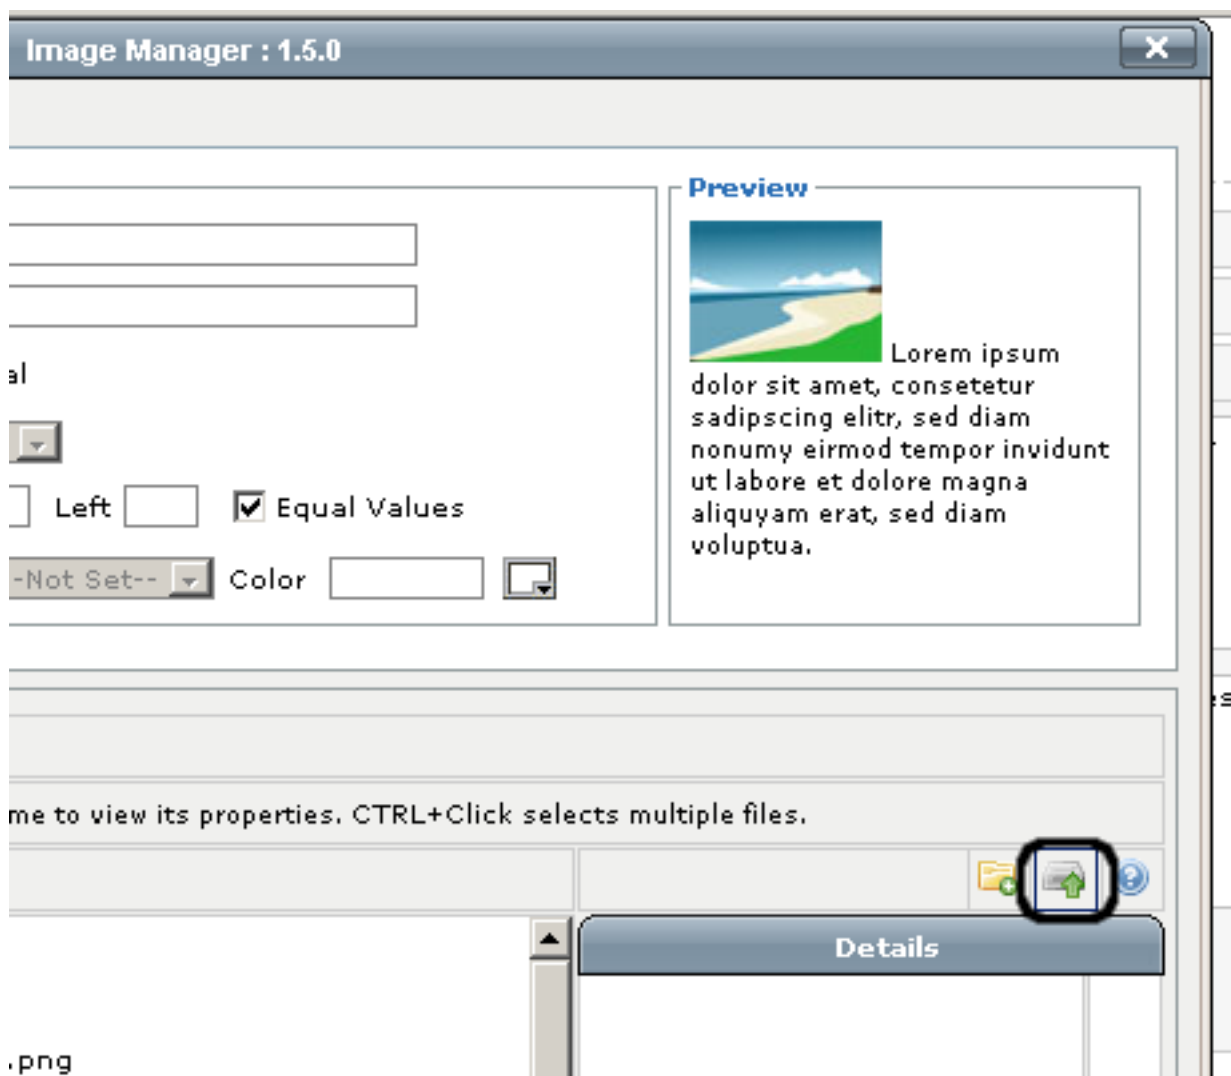 Image Manager : 1.5.0
Preview
Lorem ipsum
dolor sit amet, consetetur
sadipscing elitr, sed diam
nonumy eirmod tempor invidunt
ut labore et dolore magna
aliquyam erat, sed diam
voluptua.
al
Left Equal Values
-Not Set-- Color
me to view its properties. CTRL+Click selects multiple files.
Details
.png